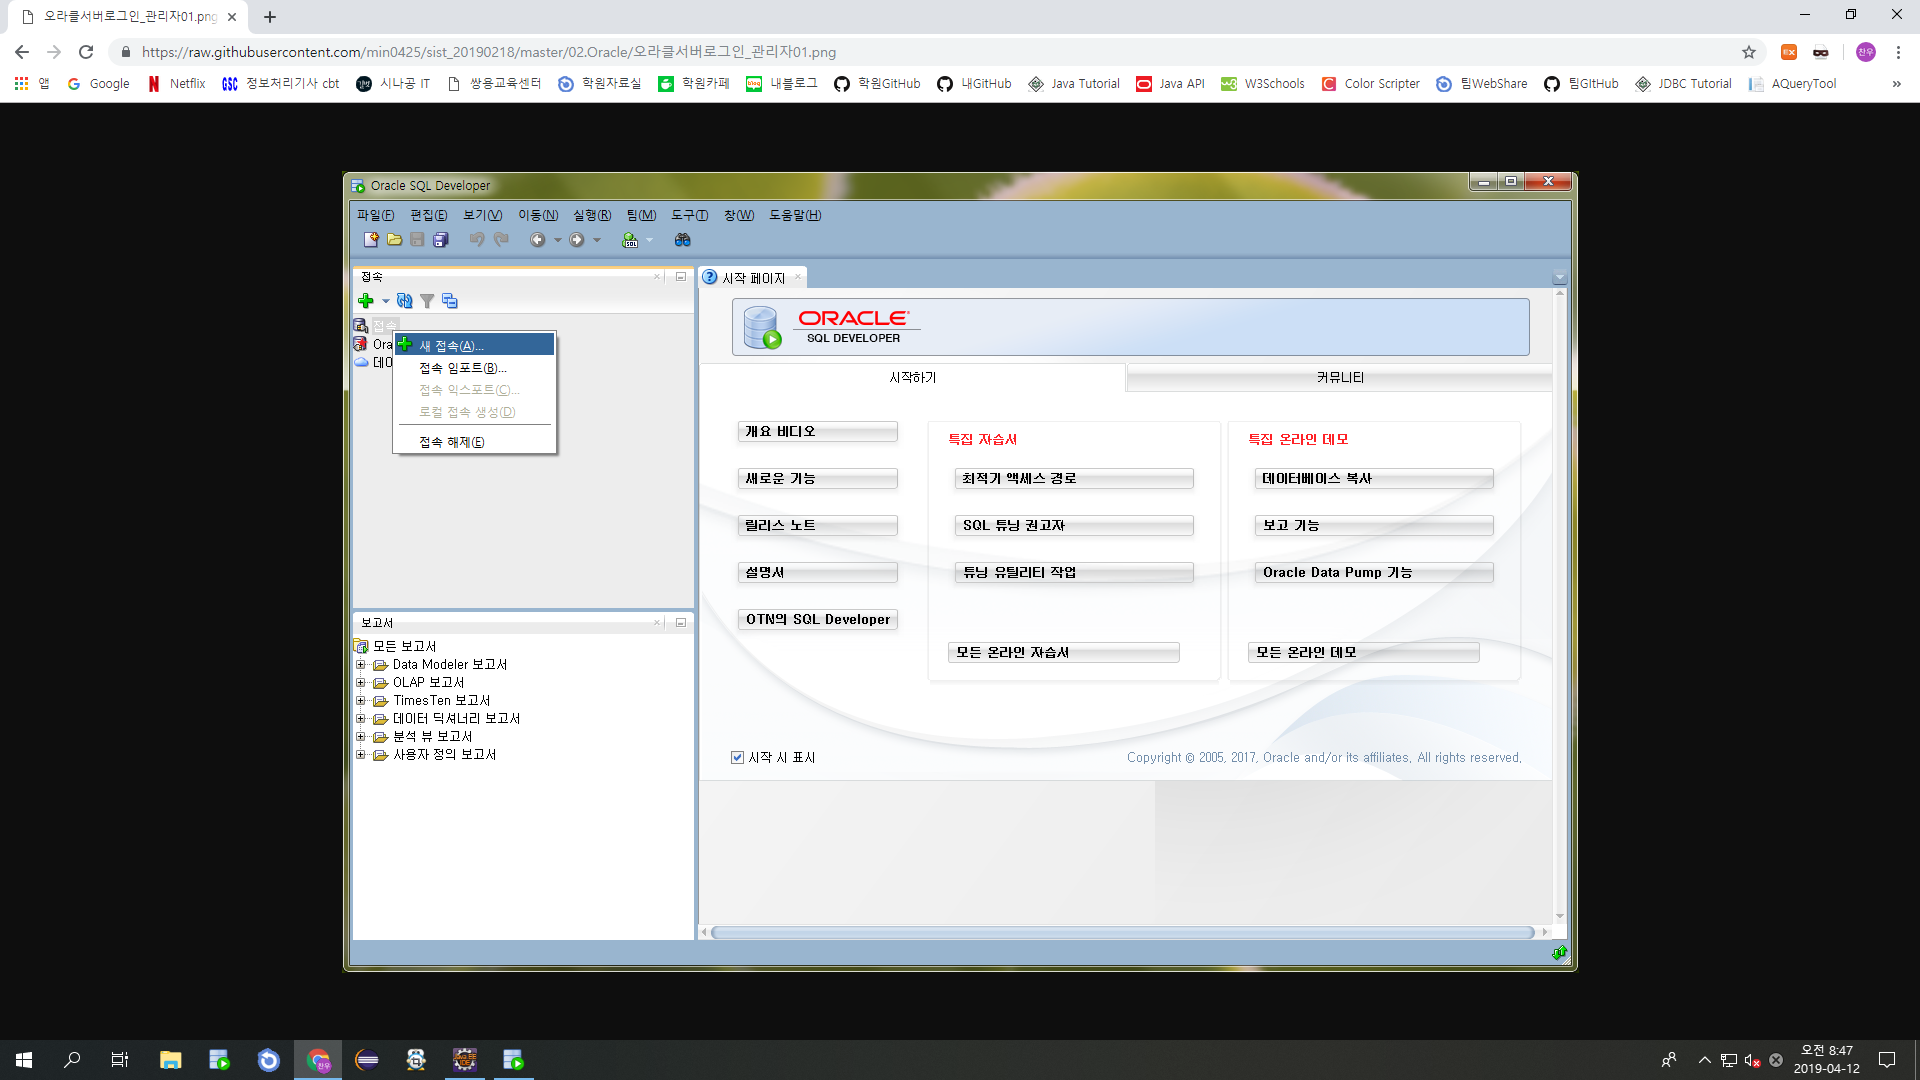 오라클서버로그인_관리자01.png
https://raw.githubusercontent.com/min0425/sist_20190218/master/02.Oracle/오라클서버로그인_관리자01.png
앱 Google Netflix 정보처리기사 cbt 시나공 IT 쌍용교육센터 학원자료실 학원카페 내블로그 학원GitHub 내GitHub Java Tutorial Java API W3Schools Color Scripter 팀WebShare 팀GItHub JDBC Tutorial AQueryTool »
Oracle SQL Developer
파일(F) 편집(E) 보기(V) 이동(N) 실행(R) 팀(M) 도구(T) 창(W) 도움말(H)
접속
접속
Ora
데이
새 접속(A)...
접속 임포트(B)...
접속 익스포트(C)...
로컬 접속 생성(D)
접속 해제(E)
보고서
모든 보고서
Data Modeler 보고서
OLAP 보고서
TimesTen 보고서
데이터 딕셔너리 보고서
분석 뷰 보고서
사용자 정의 보고서
시작 페이지
ORACLE
SQL DEVELOPER
시작하기 커뮤니티
개요 비디오
새로운 기능
릴리스 노트
설명서
OTN의 SQL Developer
특집 자습서
최적기 액세스 경로
SQL 튜닝 권고자
튜닝 유틸리티 작업
모든 온라인 자습서
특집 온라인 데모
데이터베이스 복사
보고 기능
Oracle Data Pump 기능
모든 온라인 데모
시작 시 표시
Copyright © 2005, 2017, Oracle and/or its affiliates, All rights reserved,
오전 8:47
2019-04-12